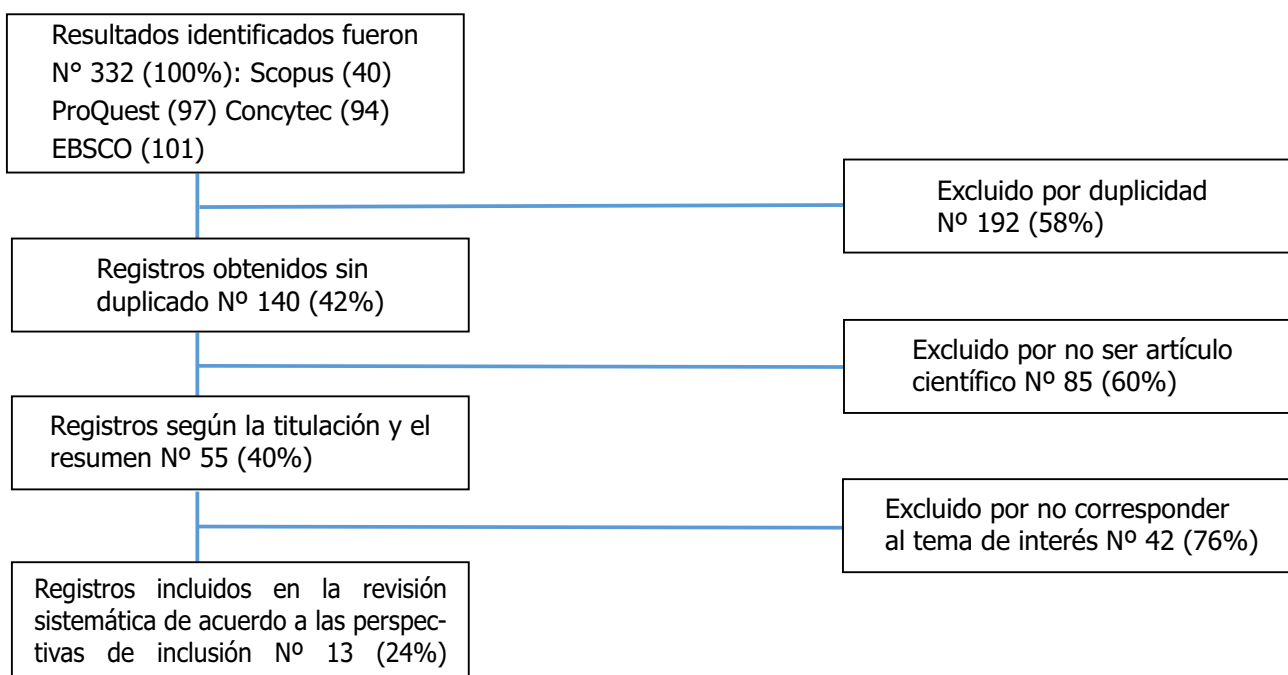 Resultados identificados fueron
N° 332 (100%): Scopus (40)
ProQuest (97) Concytec (94)
EBSCO (101)
Excluido por duplicidad
Nº 192 (58%)
Registros obtenidos sin
duplicado Nº 140 (42%)
Excluido por no ser artículo
científico Nº 85 (60%)
Registros según la titulación y el
resumen Nº 55 (40%)
Excluido por no corresponder
al tema de interés Nº 42 (76%)
Registros incluidos en la revisión
sistemática de acuerdo a las perspec-
tivas de inclusión Nº 13 (24%)